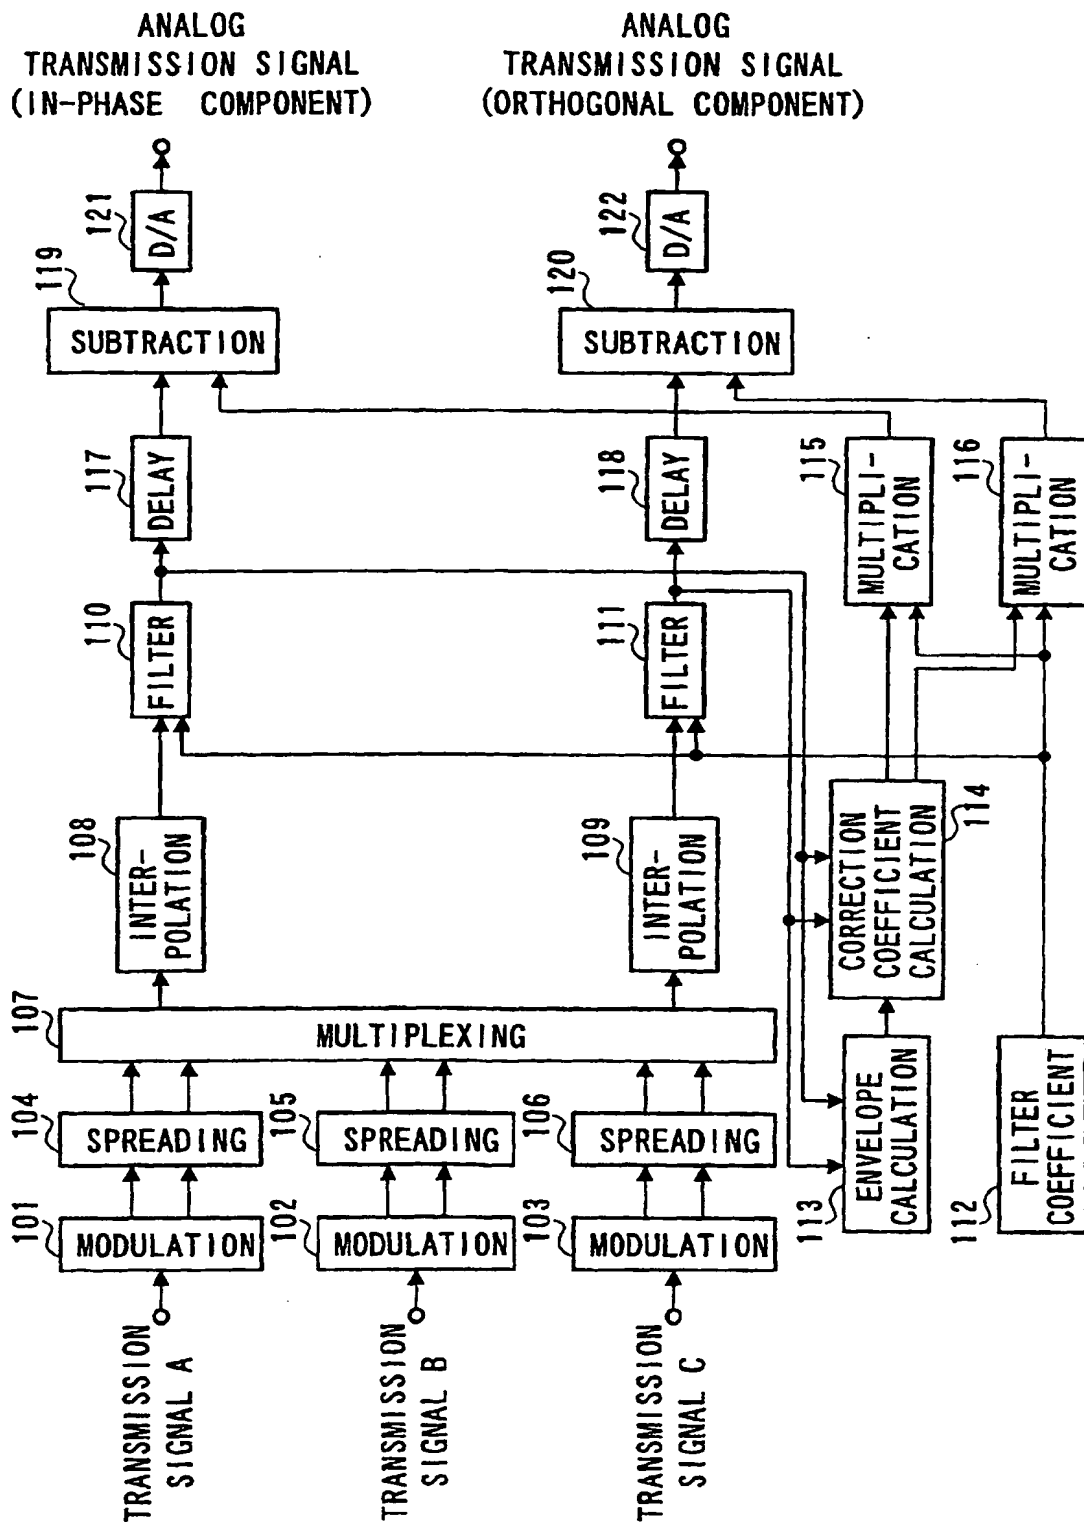 ANALOG
TRANSMISSION SIGNAL
(IN-PHASE COMPONENT)
ANALOG
TRANSMISSION SIGNAL
(ORTHOGONAL COMPONENT)
121
D/A
122
D/A
119
SUBTRACTION
120
SUBTRACTION
117
DELAY
118
DELAY
115
MULTIPLI-
CATION
116
MULTIPLI-
CATION
110
FILTER
111
FILTER
108
INTER-
POLATION
109
INTER-
POLATION
114
CORRECTION
COEFFICIENT
CALCULATION
107
MULTIPLEXING
104
SPREADING
105
SPREADING
106
SPREADING
113
ENVELOPE
CALCULATION
112
FILTER
COEFFICIENT
101
MODULATION
102
MODULATION
103
MODULATION
TRANSMISSION
SIGNAL A
TRANSMISSION
SIGNAL B
TRANSMISSION
SIGNAL C